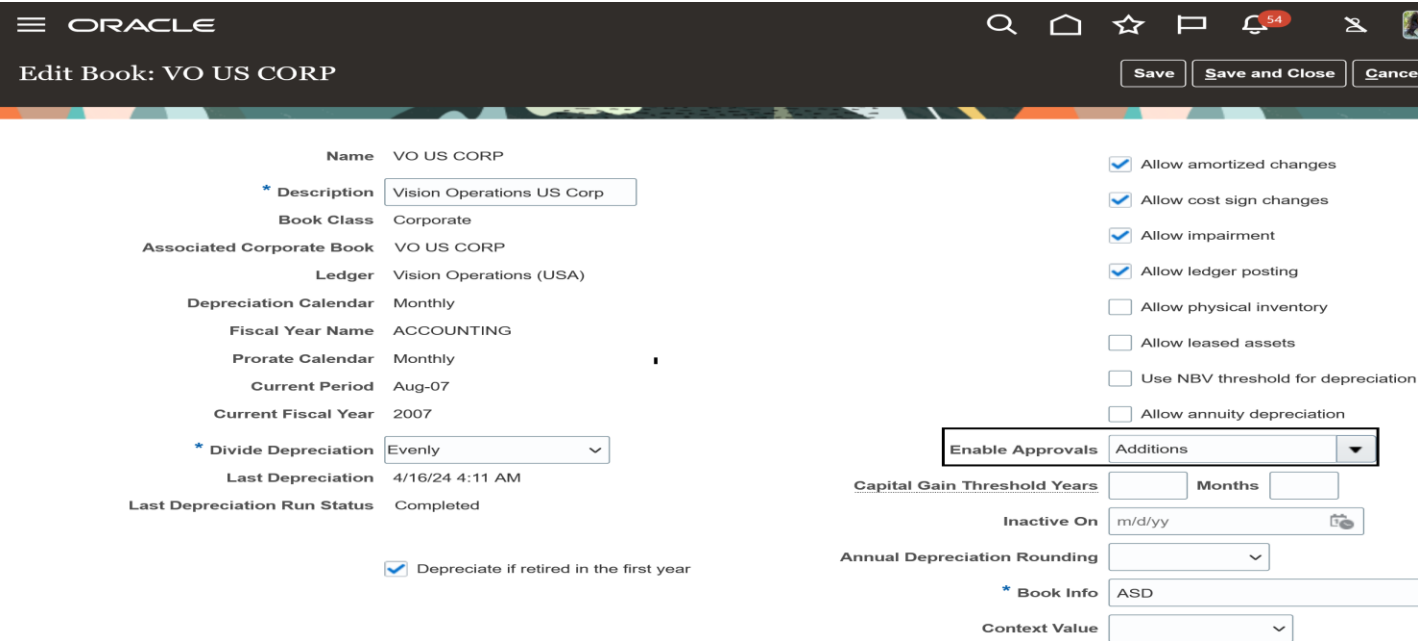 ORACLE
54
Edit Book: VO US CORP
Save
Save and Close
Cance
Name VO US CORP
* Description Vision Operations US Corp
Book Class Corporate
Associated Corporate Book VO US CORP
Ledger Vision Operations (USA)
Depreciation Calendar Monthly
Fiscal Year Name ACCOUNTING
Prorate Calendar Monthly
Current Period Aug-07
Current Fiscal Year 2007
* Divide Depreciation Evenly
Last Depreciation 4/16/24 4:11 AM
Last Depreciation Run Status Completed
Depreciate if retired in the first year
Allow amortized changes
Allow cost sign changes
Allow impairment
Allow ledger posting
Allow physical inventory
Allow leased assets
Use NBV threshold for depreciation
Allow annuity depreciation
Enable Approvals Additions
Capital Gain Threshold Years Months
Inactive On m/d/yy
Annual Depreciation Rounding
* Book Info ASD
Context Value